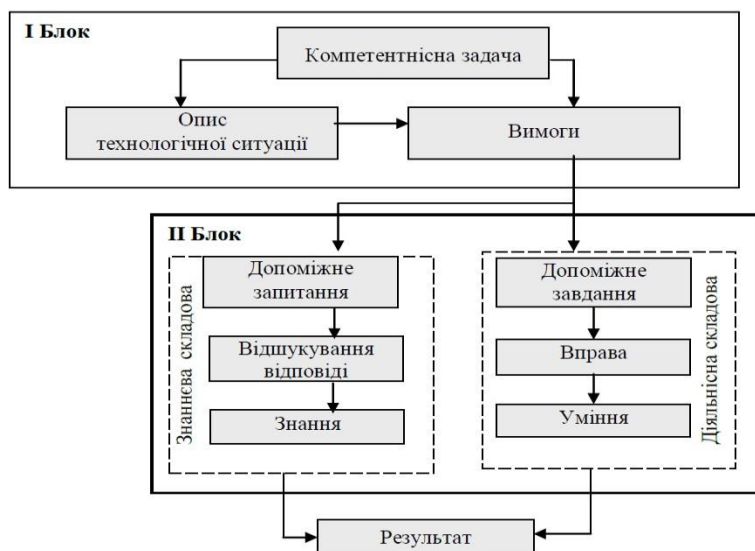 І Блок
Компетентнісна задача
Опис
технологічної ситуації
Вимоги
ІІ Блок
Знаннєва складова
Допоміжне
запитання
Відшукування
відповіді
Знання
Допоміжне
завдання
Вправа
Уміння
Діяльнісна складова
Результат